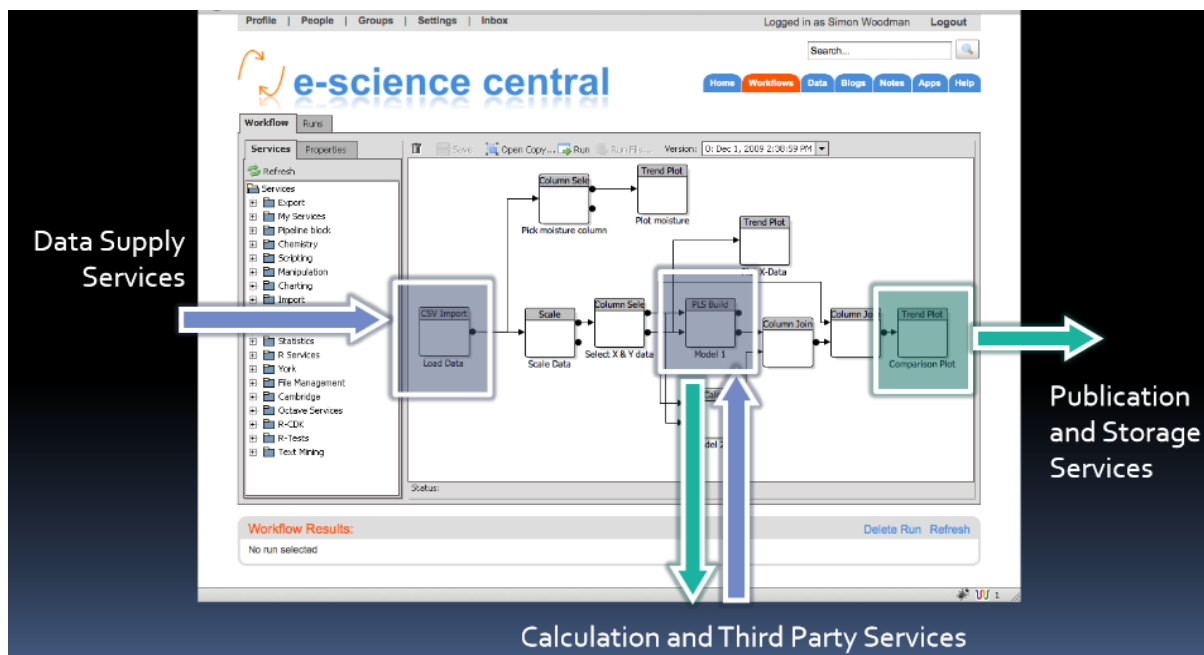 Profile | People | Groups | Settings | Inbox
Logged in as Simon Woodman Logout
Search...
e-science central
Home Workflows Data Blogs Notes Apps Help
Workflow Runs
Services Properties
Save Open Copy... Run Run File... Version: 0: Dec 1, 2009 2:38:59 PM
Refresh
Services
Export
My Services
Pipeline block
Chemistry
Scripting
Manipulation
Charting
Import
Statistics
R Services
York
File Management
Cambridge
Octave Services
R-CDK
R-Tests
Text Mining
Column Sele
Pick moisture column
Trend Plot
Plot moisture
Trend Plot
X-Data
CSV Import
Load Data
Scale
Scale Data
Column Sele
Select X & Y data
PLS Build
Model 1
Column Join
Column Jo
Trend Plot
Comparison Plot
Status:
Data Supply
Services
Publication
and Storage
Services
Workflow Results:
Delete Run Refresh
No run selected
1
Calculation and Third Party Services